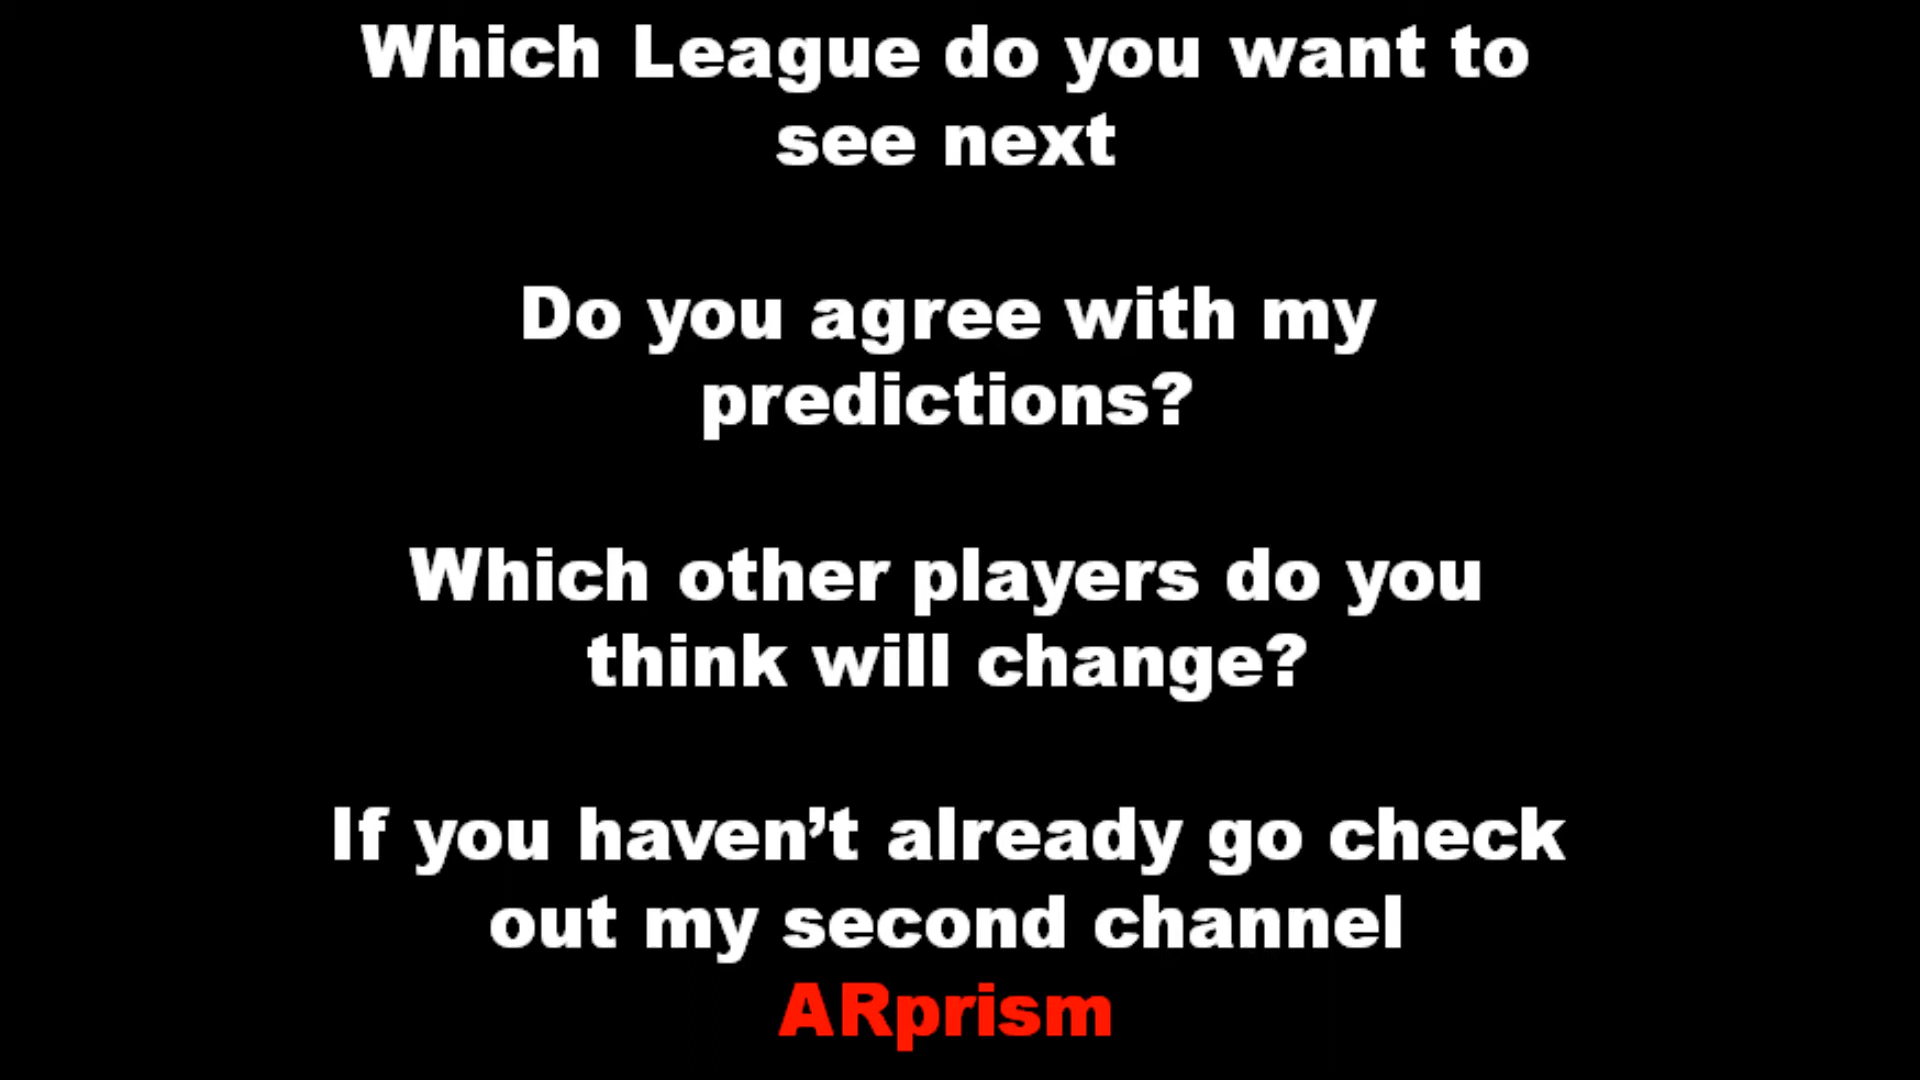 Which League do you want to
see next
Do you agree with my
predictions?
Which other players do you
think will change?
If you haven’t already go check
out my second channel
ARprism